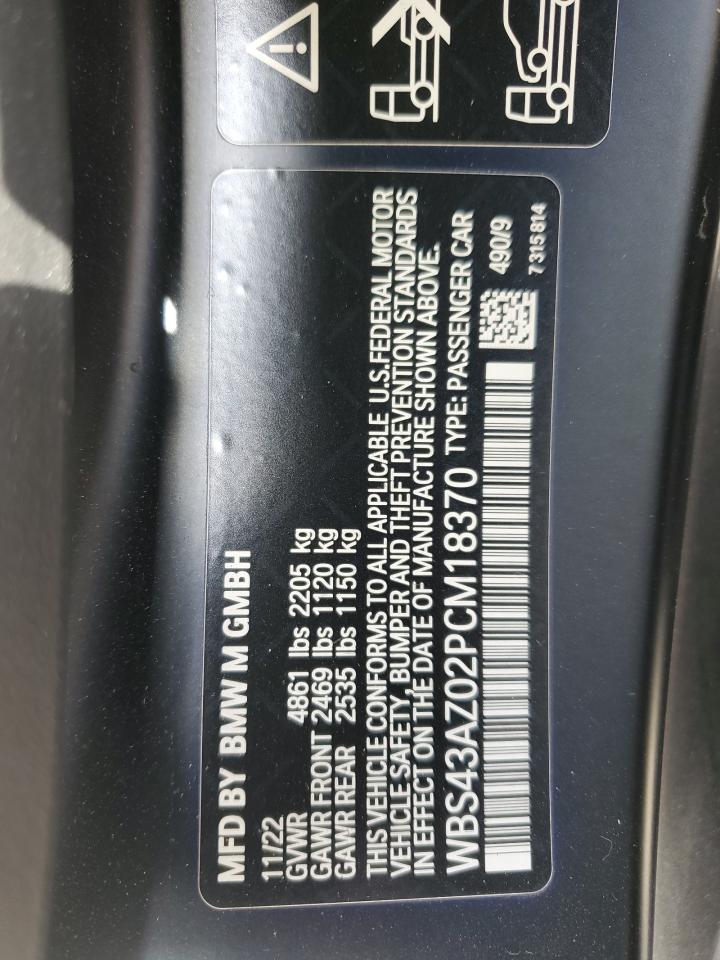 MFD BY BMW M GMBH
11/22
GVWR 4861 lbs 2205 kg
GAWR FRONT 2469 lbs 1120 kg
GAWR REAR 2535 lbs 1150 kg
THIS VEHICLE CONFORMS TO ALL APPLICABLE U.S.FEDERAL MOTOR
VEHICLE SAFETY, BUMPER AND THEFT PREVENTION STANDARDS
IN EFFECT ON THE DATE OF MANUFACTURE SHOWN ABOVE.
WBS43AZ02PCM18370 TYPE: PASSENGER CAR
490/9
7 315 814